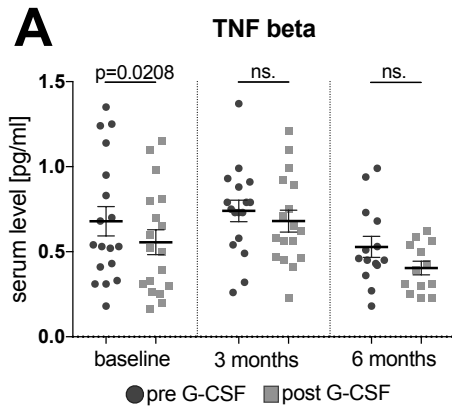 A
TNF beta
p=0.0208 ns. ns.
serum level [pg/ml]
1.5
1.0
0.5
0.0
baseline 3 months 6 months
pre G-CSF post G-CSF